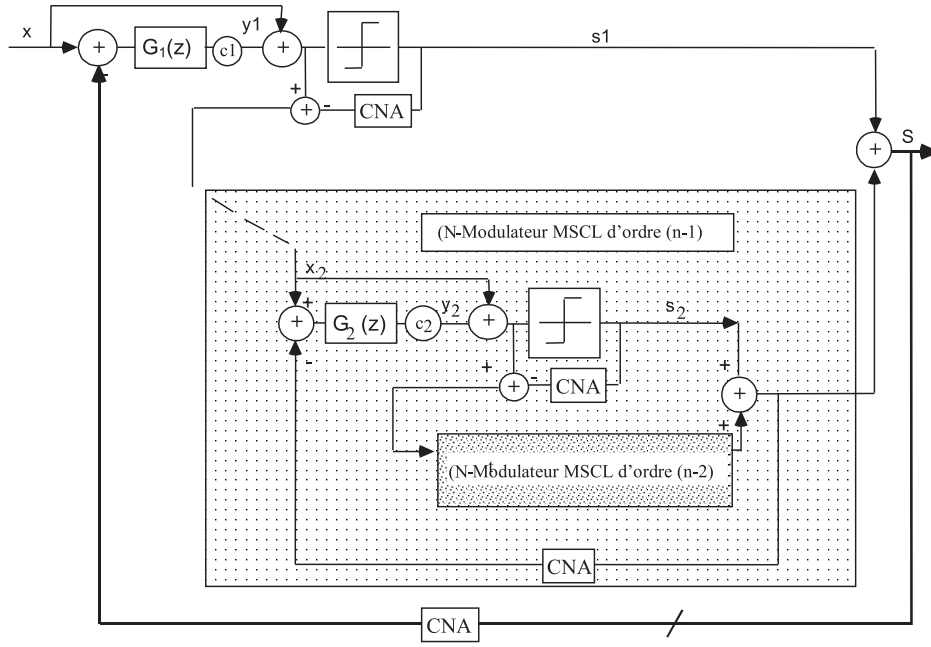 x
+
-
G1(z)
c1
y1
+
s1
+
+
-
CNA
+
S
(N-Modulateur MSCL d'ordre (n-1)
x2
+
+
-
G2 (z)
c2
y2
+
s2
+
+
-
CNA
+
+
+
(N-Modulateur MSCL d'ordre (n-2)
CNA
CNA